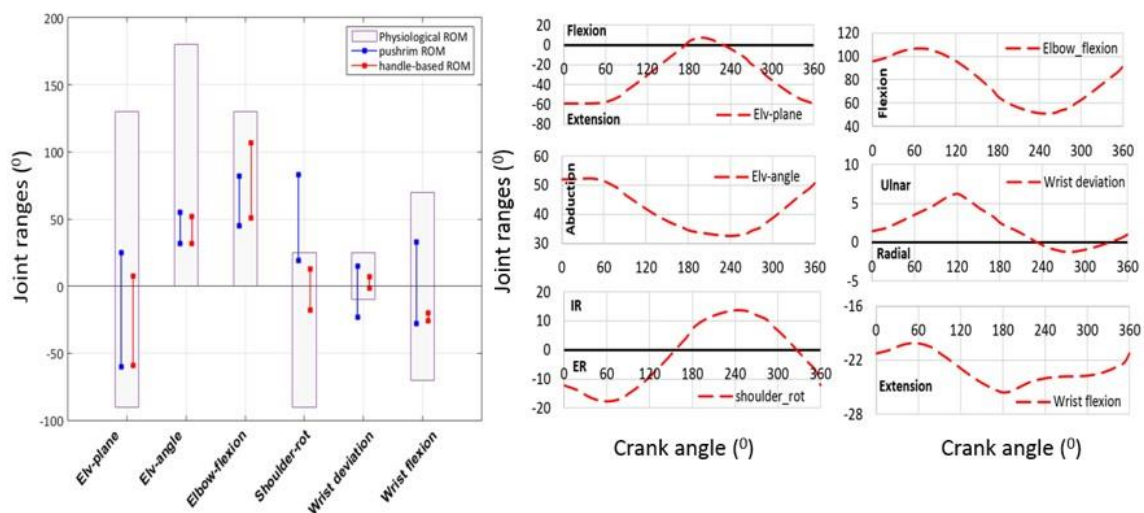 200
150
100
50
0
-50
-100
Joint ranges (⁰)
Physiological ROM
pushrim ROM
handle-based ROM
Elv-plane
Elv-angle
Elbow-flexion
Shoulder-rot
Wrist deviation
Wrist flexion
Joint ranges (⁰)
20
0
-20
-40
-60
-80
Flexion
Extension
0 60 120 180 240 300 360
Elv-plane
120
100
80
60
40
Flexion
Elbow_flexion
0 60 120 180 240 300 360
60
50
40
30
Abduction
Elv-angle
0 60 120 180 240 300 360
10
5
0
-5
Ulnar
Radial
Wrist deviation
0 60 120 180 240 300 360
20
10
0
-10
-20
IR
ER
0 60 120 180 240 300 360
shoulder_rot
-16
-22
-28
0 60 120 180 240 300 360
Extension
Wrist flexion
Crank angle (⁰)
Crank angle (⁰)